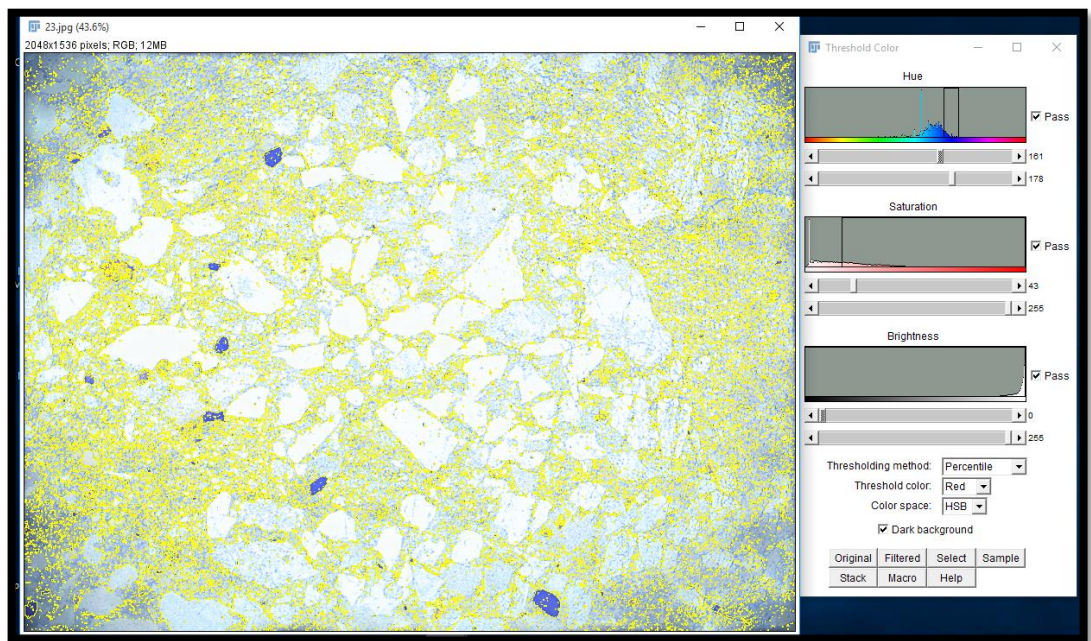 23.jpg (43.6%)
2048x1536 pixels; RGB; 12MB
Threshold Color
Hue
Pass
161
178
Saturation
Pass
43
255
Brightness
Pass
0
255
Thresholding method: Percentile
Threshold color: Red
Color space: HSB
Dark background
Original Filtered Select Sample
Stack Macro Help